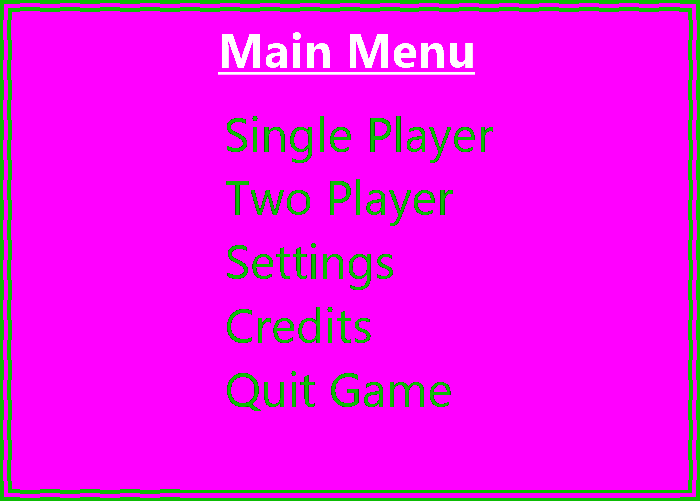 Main Menu
Single Player
Two Player
Settings
Credits
Quit Game